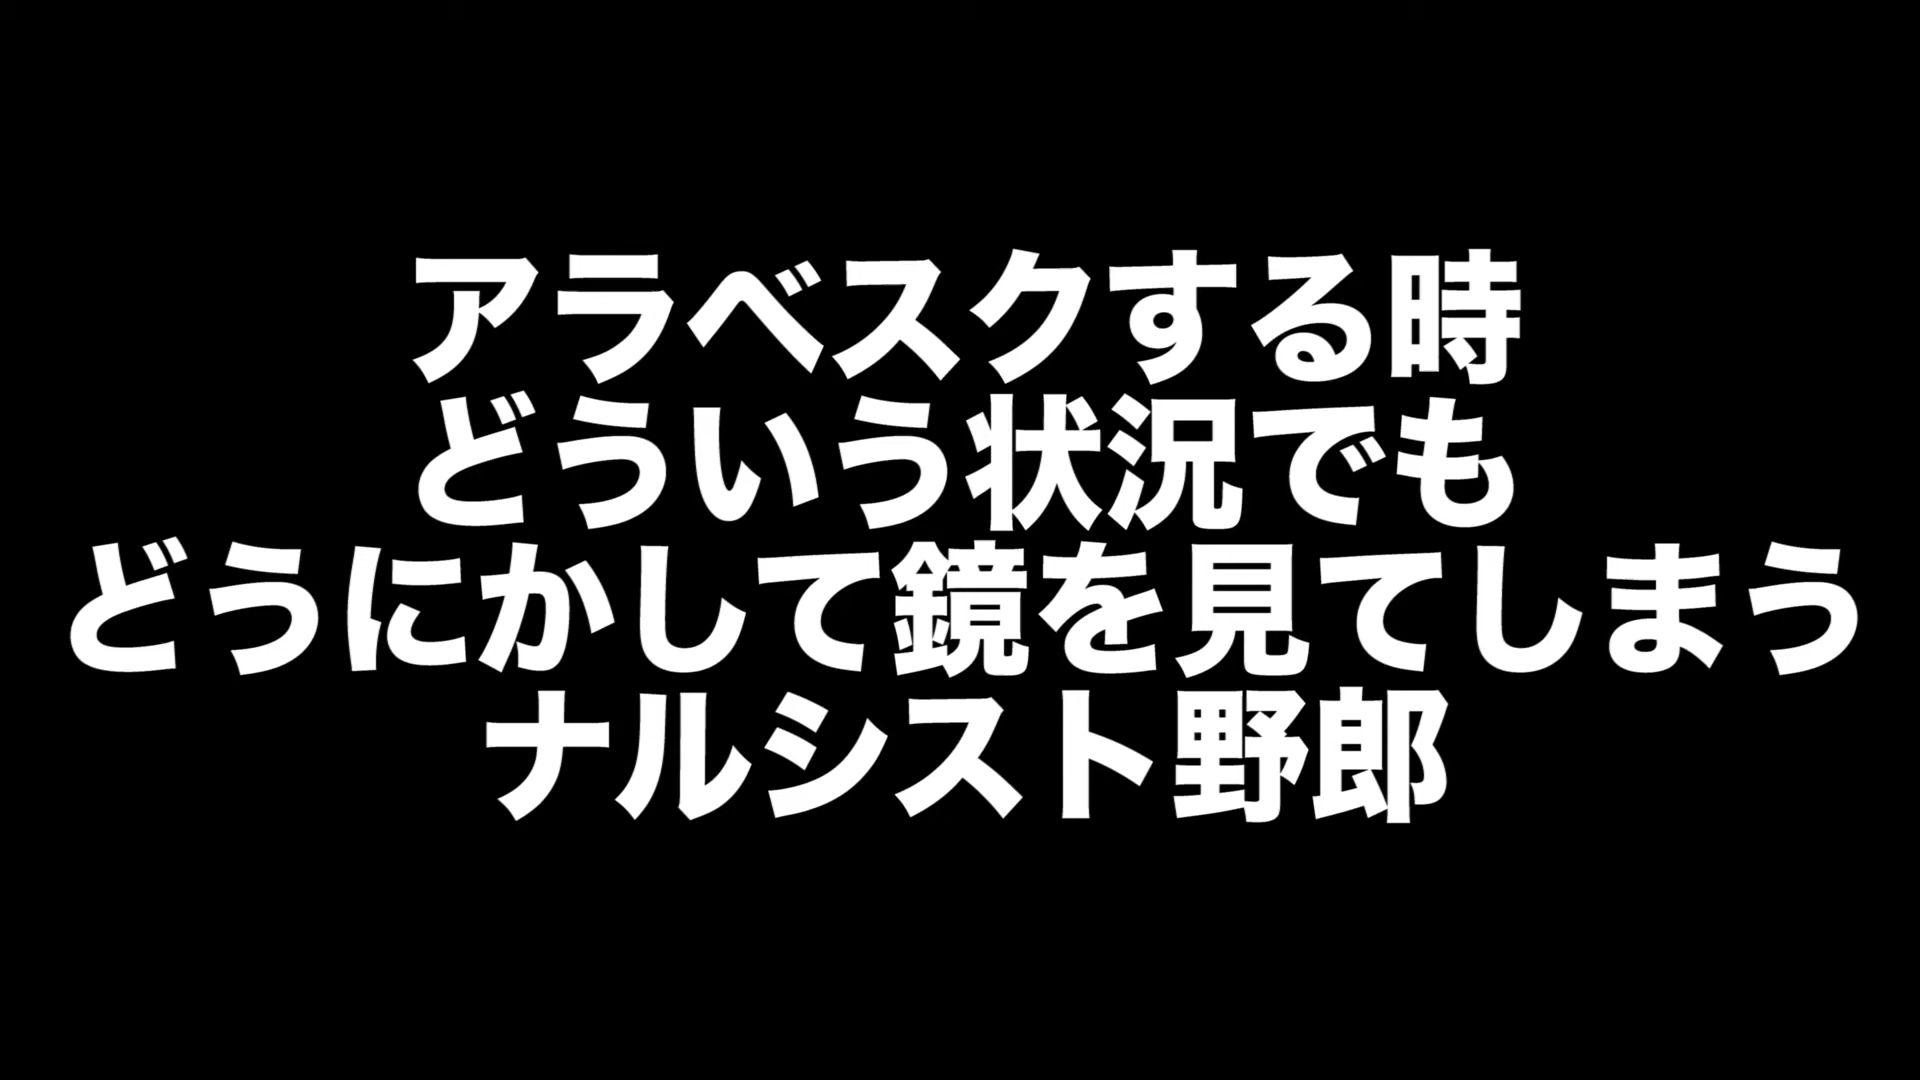 アラベスクする時
どういう状況でも
どうにかして鏡を見てしまう
ナルシスト野郎